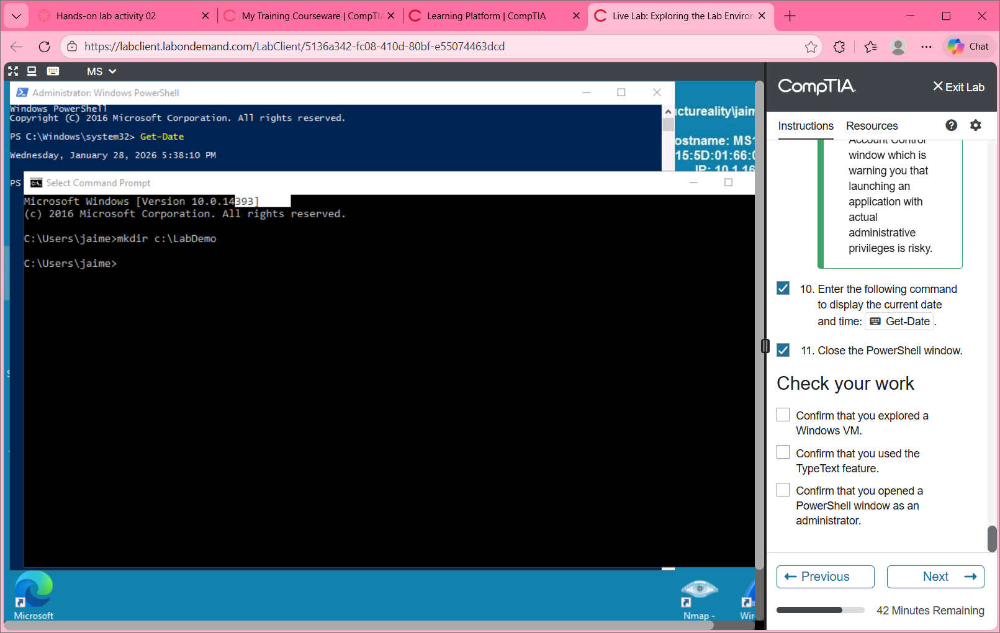 Hands-on lab activity 02
My Training Courseware | CompTIA
Learning Platform | CompTIA
Live Lab: Exploring the Lab Environ
https://labclient.labondemand.com/LabClient/5136a342-fc08-410d-80bf-e55074463dcd
Chat
MS
Administrator: Windows PowerShell
Windows PowerShell
Copyright (C) 2016 Microsoft Corporation. All rights reserved.
PS C:\Windows\system32> Get-Date
Wednesday, January 28, 2026 5:38:10 PM
PS
uctureality\jaim
ostname: MS1
15:5D:01:66:0
IP: 10.1.16
Select Command Prompt
Microsoft Windows [Version 10.0.14393]
(c) 2016 Microsoft Corporation. All rights reserved.
C:\Users\jaime>mkdir c:\LabDemo
C:\Users\jaime>
Microsoft
Nmap -
Wir
CompTIA.
Exit Lab
Instructions
Resources
Account Control
window which is
warning you that
launching an
application with
actual
administrative
privileges is risky.
10. Enter the following command
to display the current date
and time: Get-Date.
11. Close the PowerShell window.
Check your work
Confirm that you explored a
Windows VM.
Confirm that you used the
TypeText feature.
Confirm that you opened a
PowerShell window as an
administrator.
Previous
Next
42 Minutes Remaining